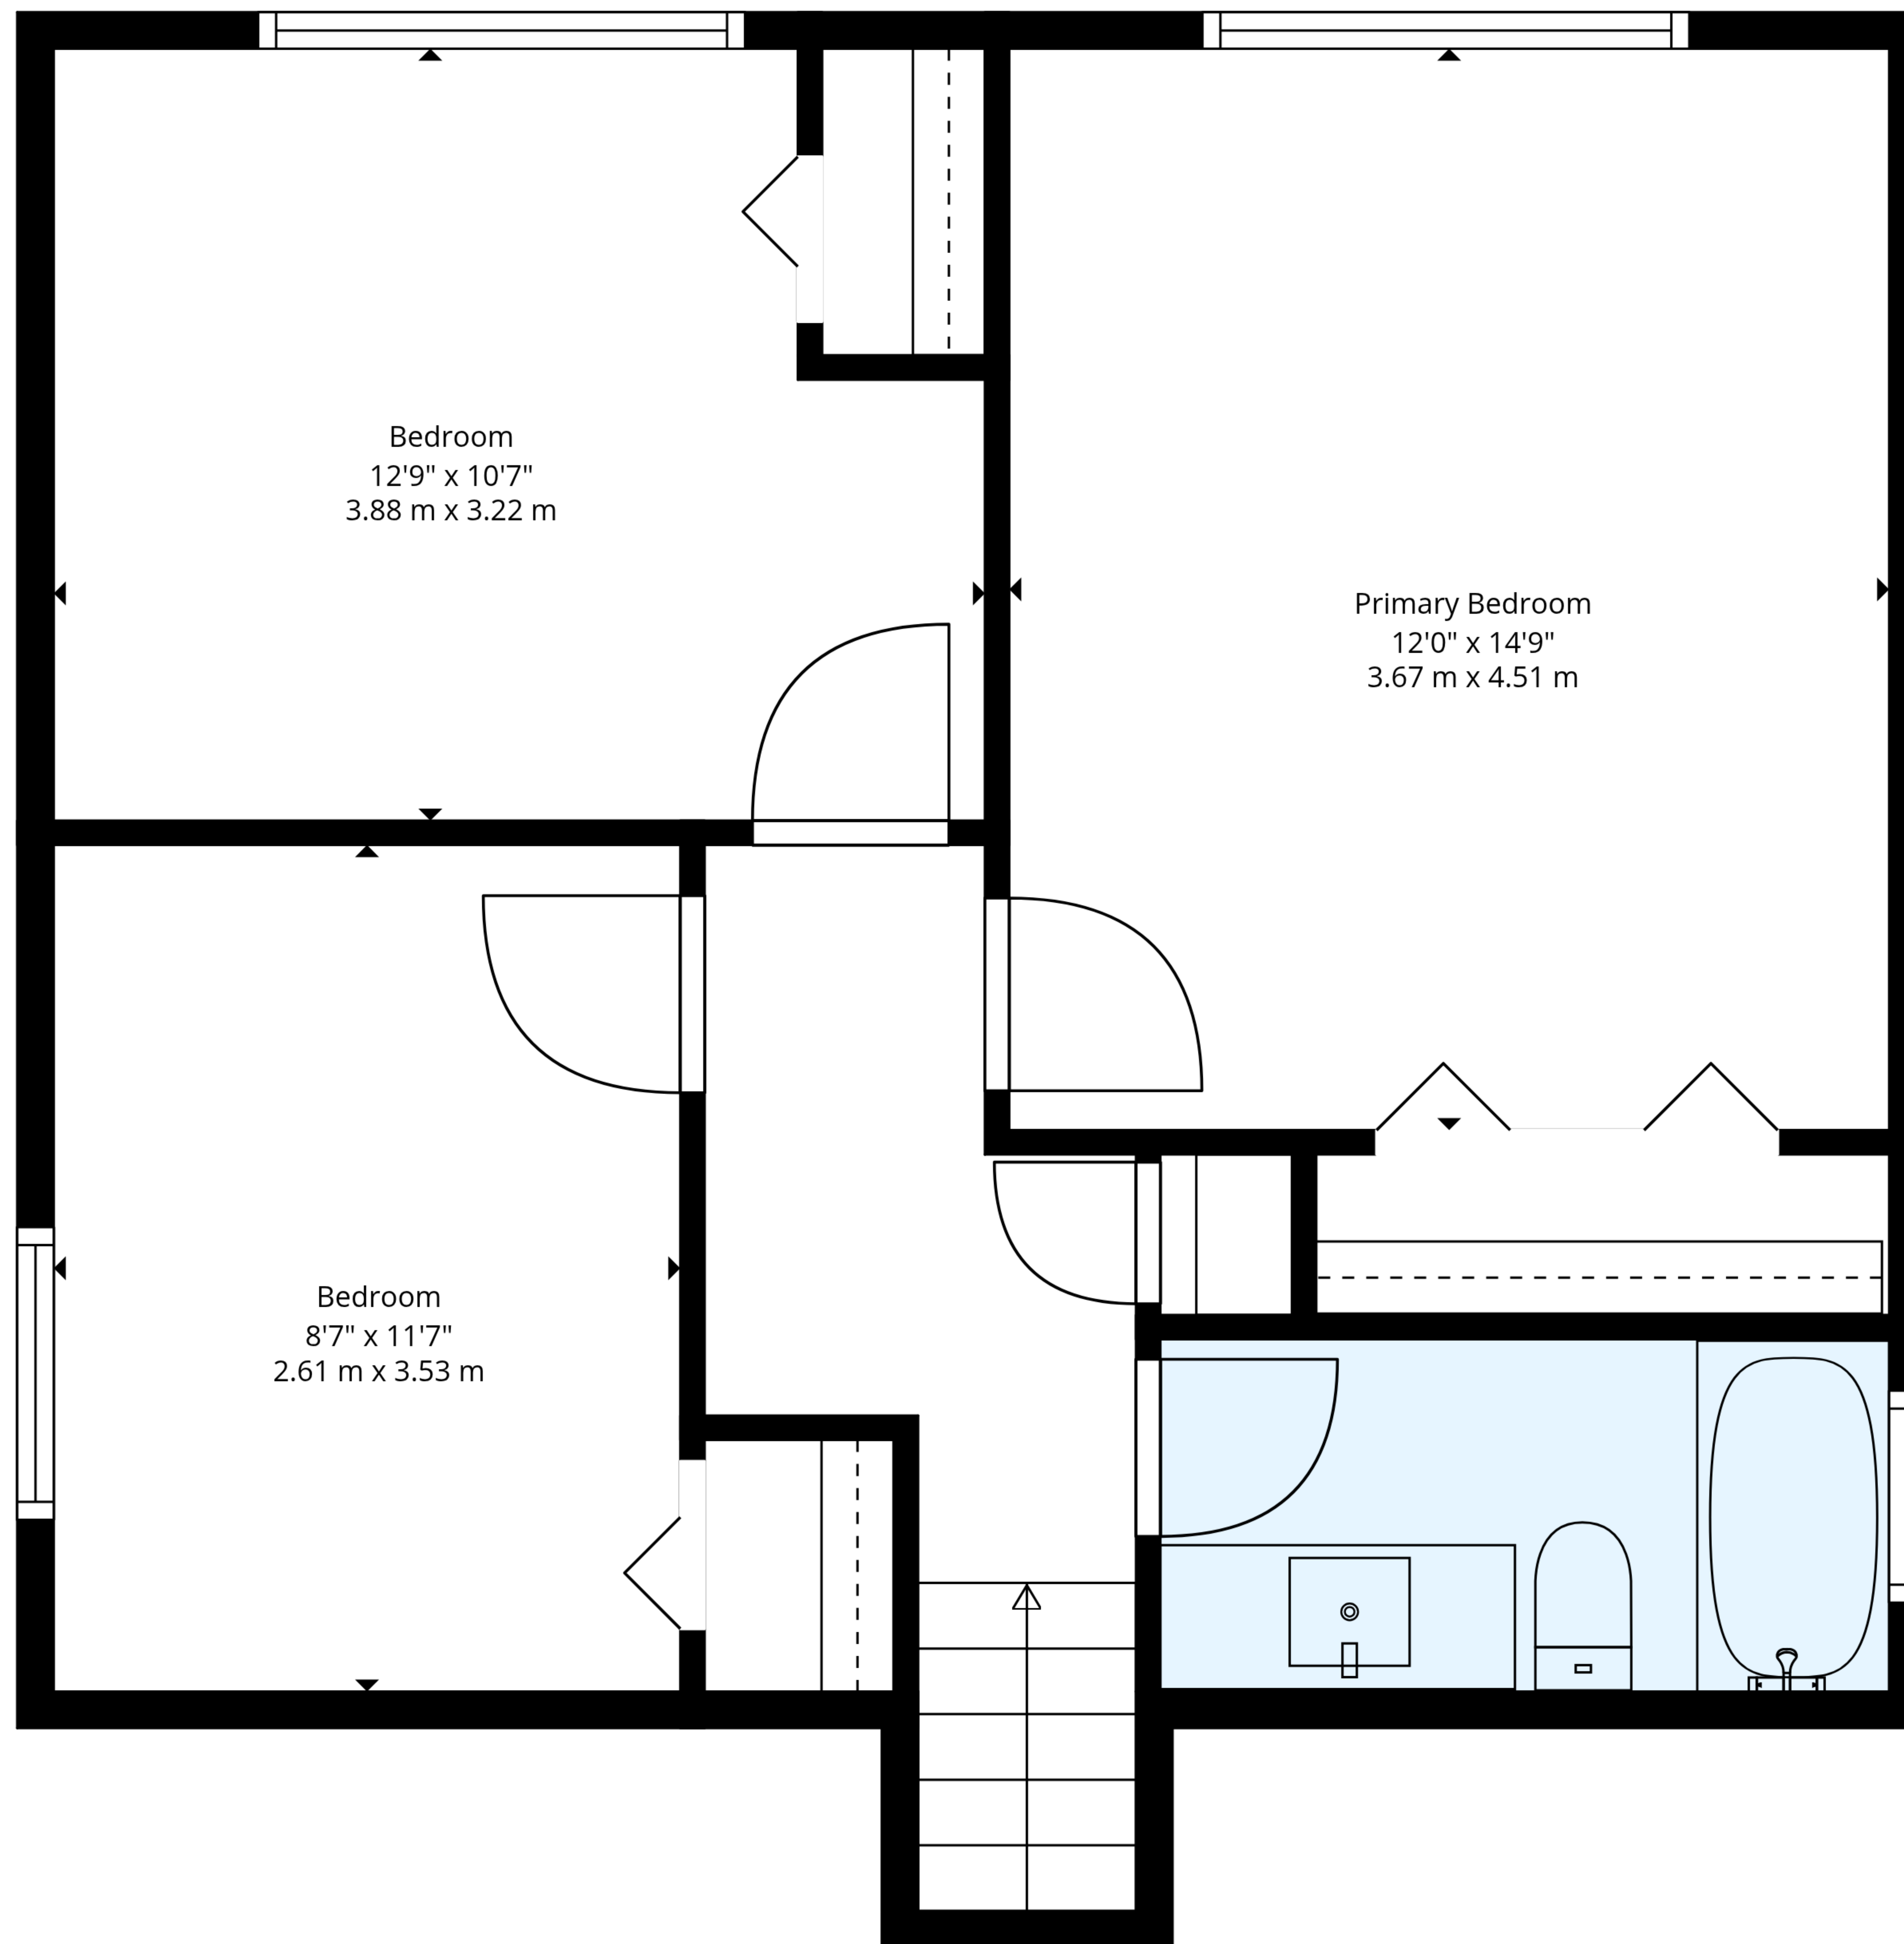 Bedroom
12'9" x 10'7"
3.88 m x 3.22 m
Primary Bedroom
12'0" x 14'9"
3.67 m x 4.51 m
Bedroom
8'7" x 11'7"
2.61 m x 3.53 m